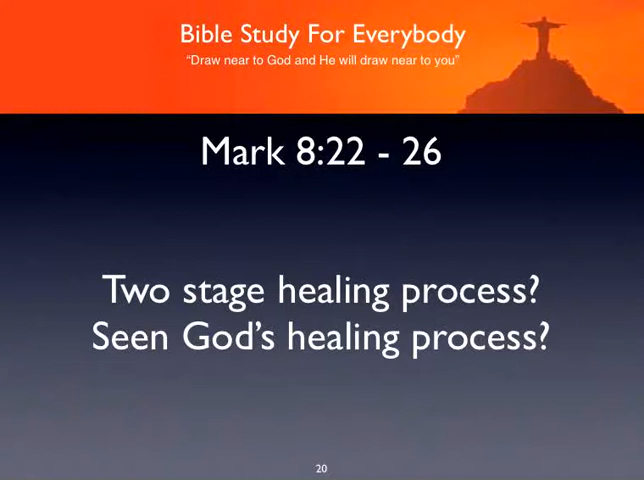 Bible Study For Everybody
“Draw near to God and He will draw near to you”
Mark 8:22 - 26
Two stage healing process?
Seen God’s healing process?
20